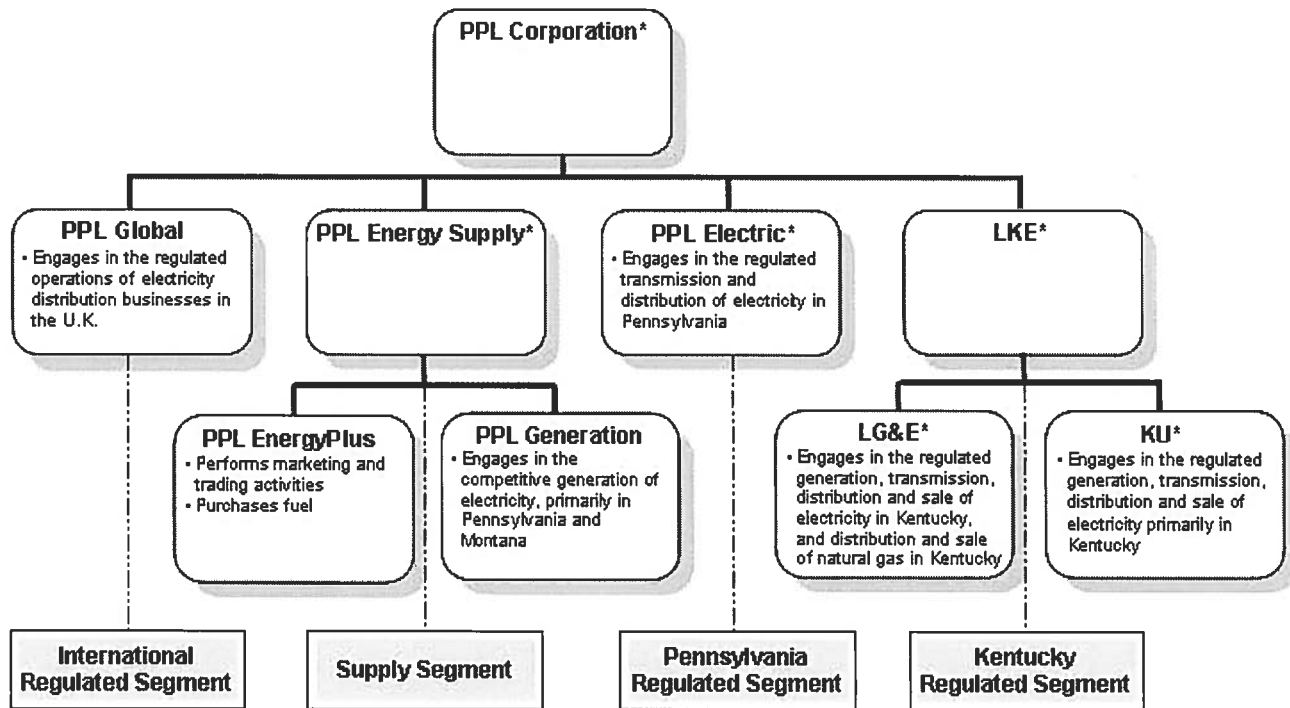 PPL Corporation*
PPL Global
• Engages in the regulated
operations of electricity
distribution businesses in
the U.K.
PPL Energy Supply*
PPL Electric*
• Engages in the regulated
transmission and
distribution of electricity in
Pennsylvania
LKE*
PPL EnergyPlus
• Performs marketing and
trading activities
• Purchases fuel
PPL Generation
• Engages in the
competitive generation of
electricity, primarily in
Pennsylvania and
Montana
LG&E*
• Engages in the regulated
generation, transmission,
distribution and sale of
electricity in Kentucky,
and distribution and sale
of natural gas in Kentucky
KU*
• Engages in the regulated
generation, transmission,
distribution and sale of
electricity primarily in
Kentucky
International
Regulated Segment
Supply Segment
Pennsylvania
Regulated Segment
Kentucky
Regulated Segment